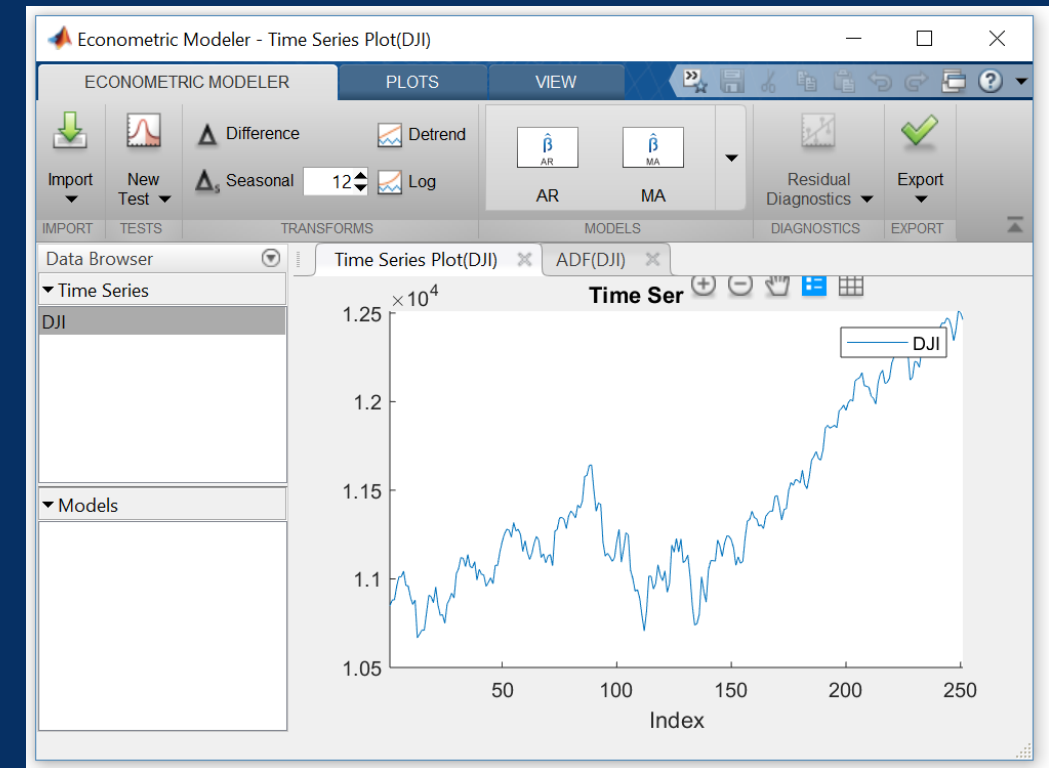 Econometric Modeler - Time Series Plot(DJI)
ECONOMETRIC MODELER PLOTS VIEW
Difference Detrend
β̂ β̂
AR MA
Import New Seasonal 12 Log AR MA Residual Export
Test Diagnostics
IMPORT TESTS TRANSFORMS MODELS DIAGNOSTICS EXPORT
Data Browser Time Series Plot(DJI) ADF(DJI)
Time Series
DJI
Models
×10⁴ Time Ser
1.25
DJI
1.2
1.15
1.1
1.05
50 100 150 200 250
Index